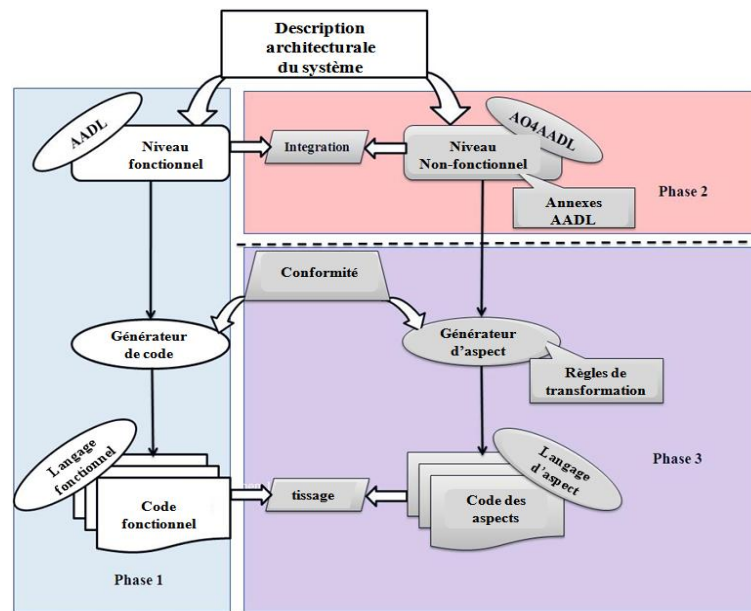 Description
architecturale
du système
AADL
Niveau
fonctionnel
Integration
Niveau
Non-fonctionnel
AO4AADL
Annexes
AADL
Phase 2
Conformité
Générateur
de code
Générateur
d'aspect
Règles de
transformation
Langage
fonctionnel
Code
fonctionnel
tissage
Code des
aspects
Langage
d'aspect
Phase 3
Phase 1